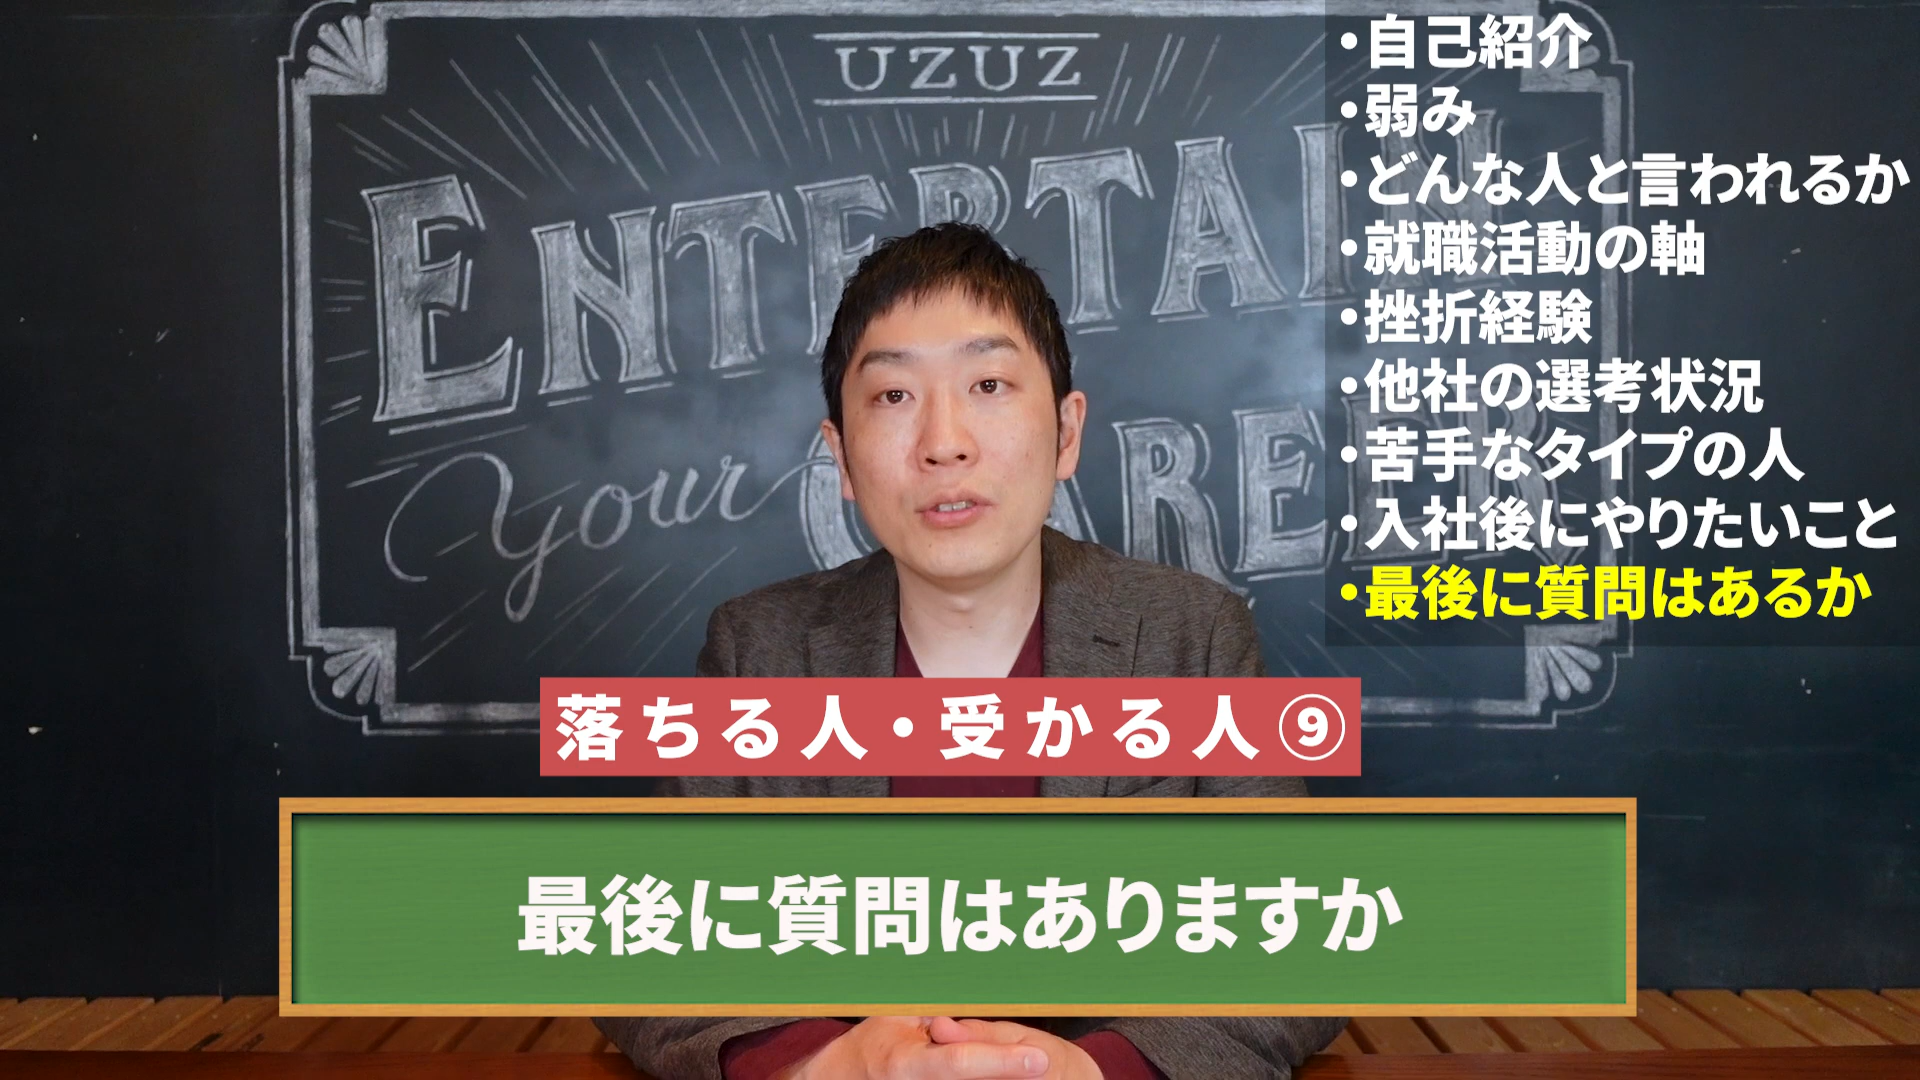 UZUZ
ENTERTAIN
Your CAREER
・自己紹介
・弱み
・どんな人と言われるか
・就職活動の軸
・挫折経験
・他社の選考状況
・苦手なタイプの人
・入社後にやりたいこと
・最後に質問はあるか
落ちる人・受かる人⑨
最後に質問はありますか